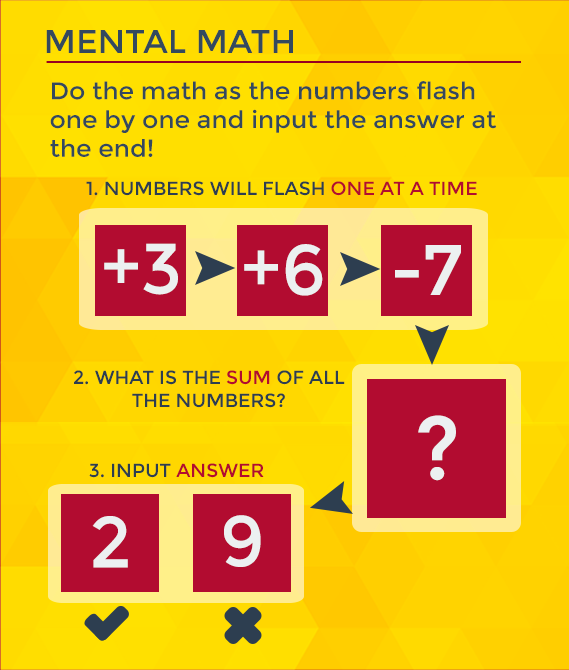 MENTAL MATH
Do the math as the numbers flash
one by one and input the answer at
the end!
1. NUMBERS WILL FLASH ONE AT A TIME
+3 +6 -7
2. WHAT IS THE SUM OF ALL
THE NUMBERS?
?
3. INPUT ANSWER
2 9